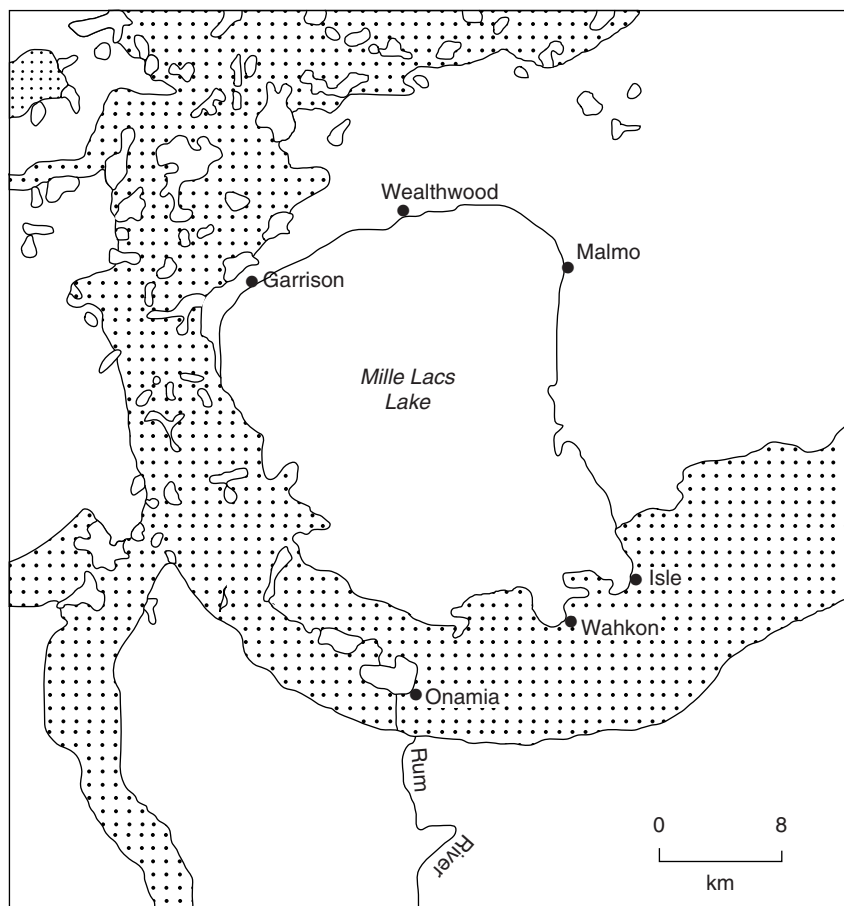 Wealthwood
Malmo
Garrison
Mille Lacs
Lake
Isle
Wahkon
Onamia
Rum
River
0 8
km